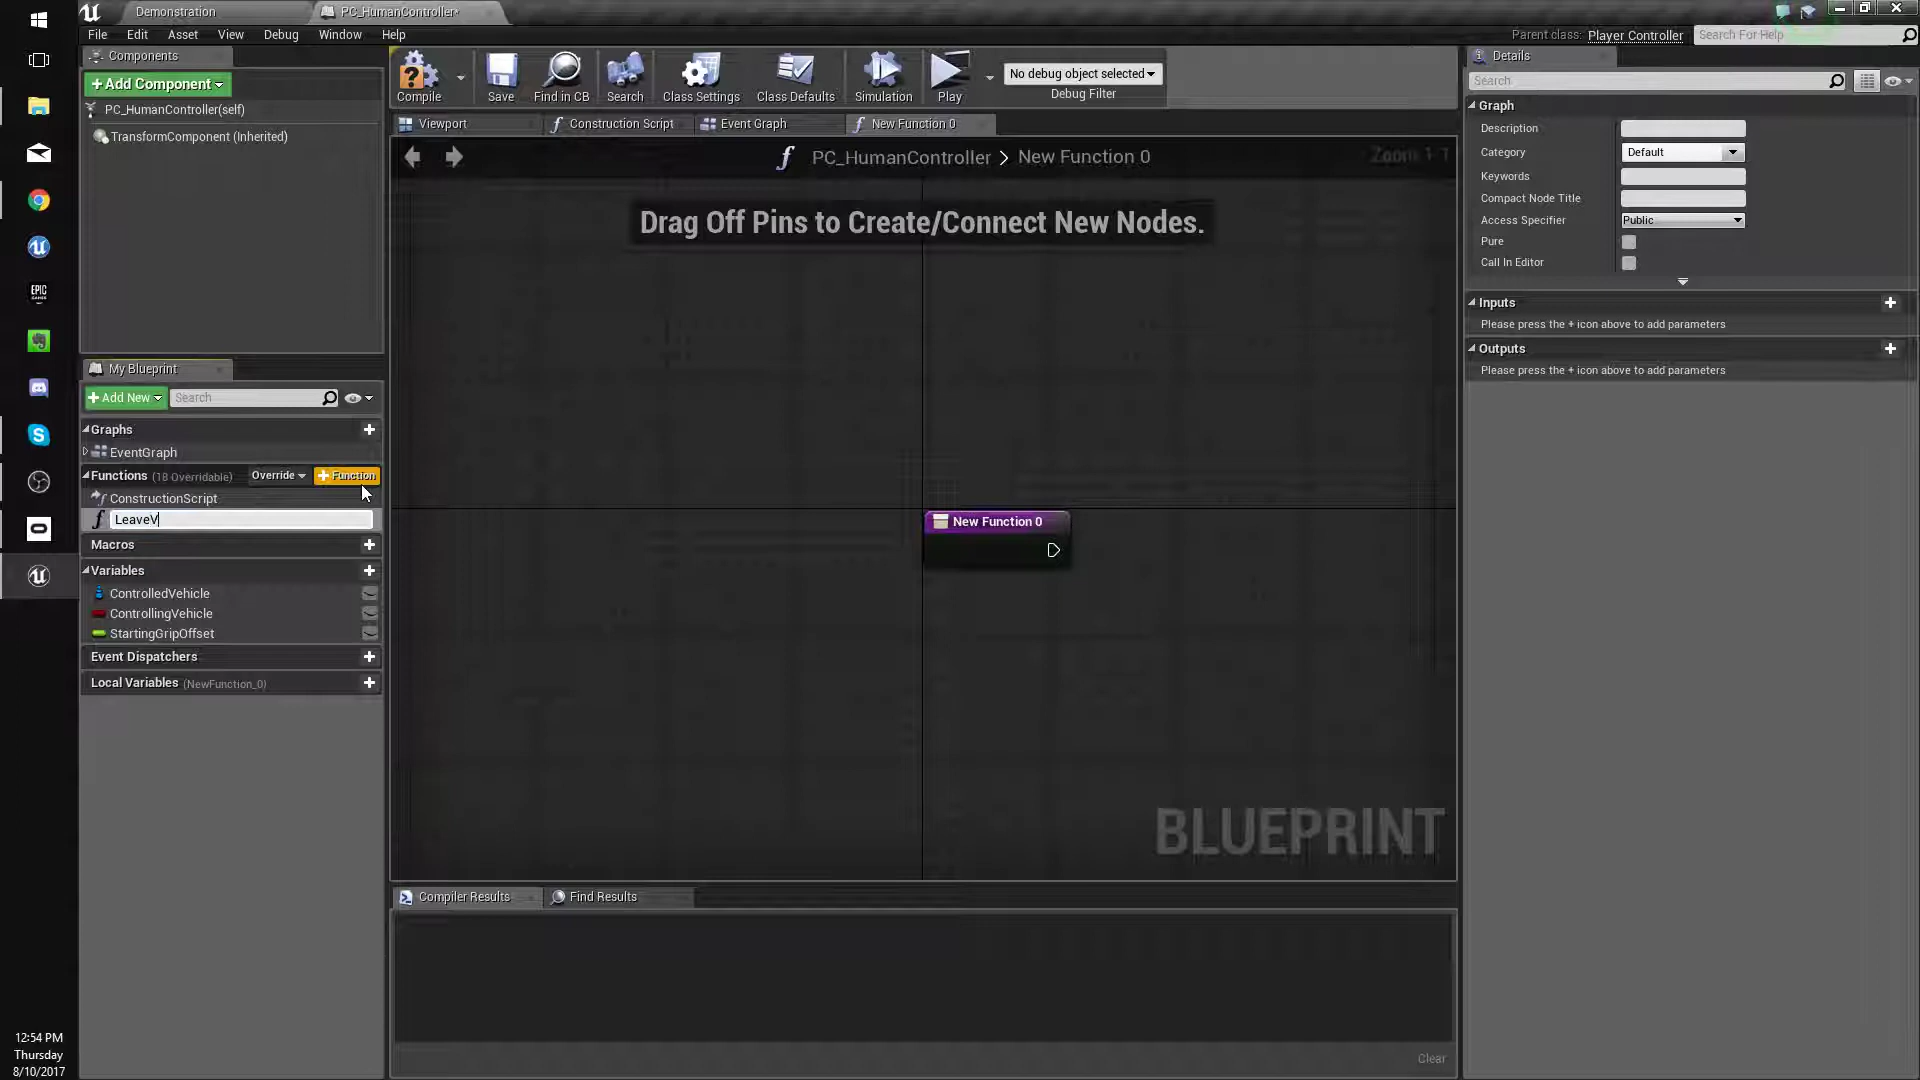 Demonstration
PC_HumanController*
File Edit Asset View Debug Window Help
Parent class: Player Controller
Search For Help
Components
+Add Component
PC_HumanController(self)
TransformComponent (Inherited)
Compile
Save
Find in CB
Search
Class Settings
Class Defaults
Simulation
Play
No debug object selected
Debug Filter
Viewport
Construction Script
Event Graph
New Function 0
PC_HumanController > New Function 0
Zoom 1:1
Drag Off Pins to Create/Connect New Nodes.
New Function 0
BLUEPRINT
My Blueprint
+Add New
Search
Graphs
EventGraph
Functions (18 Overridable) Override + Function
ConstructionScript
LeaveV
Macros
Variables
ControlledVehicle
ControllingVehicle
StartingGripOffset
Event Dispatchers
Local Variables (NewFunction_0)
Compiler Results
Find Results
Clear
Details
Search
Graph
Description
Category Default
Keywords
Compact Node Title
Access Specifier Public
Pure
Call In Editor
Inputs
Please press the + icon above to add parameters
Outputs
Please press the + icon above to add parameters
EPIC
GAMES
12:54 PM
Thursday
8/10/2017